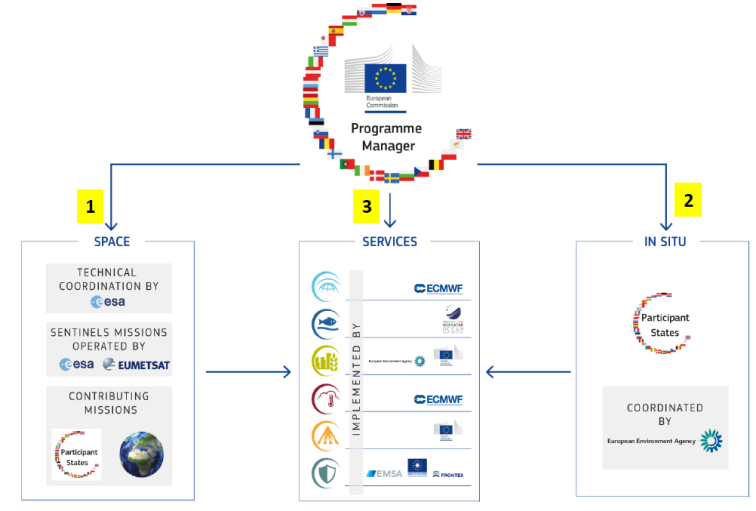 European
Commission
Programme
Manager
1
3
2
SPACE
SERVICES
IN SITU
TECHNICAL
COORDINATION BY
esa
SENTINELS MISSIONS
OPERATED BY
esa
EUMETSAT
CONTRIBUTING
MISSIONS
Participant
States
IMPLEMENTED BY
ECMWF
MERCATOR
OCEAN
European Environment Agency
ECMWF
EMSA
FRONTEX
Participant
States
COORDINATED
BY
European Environment Agency